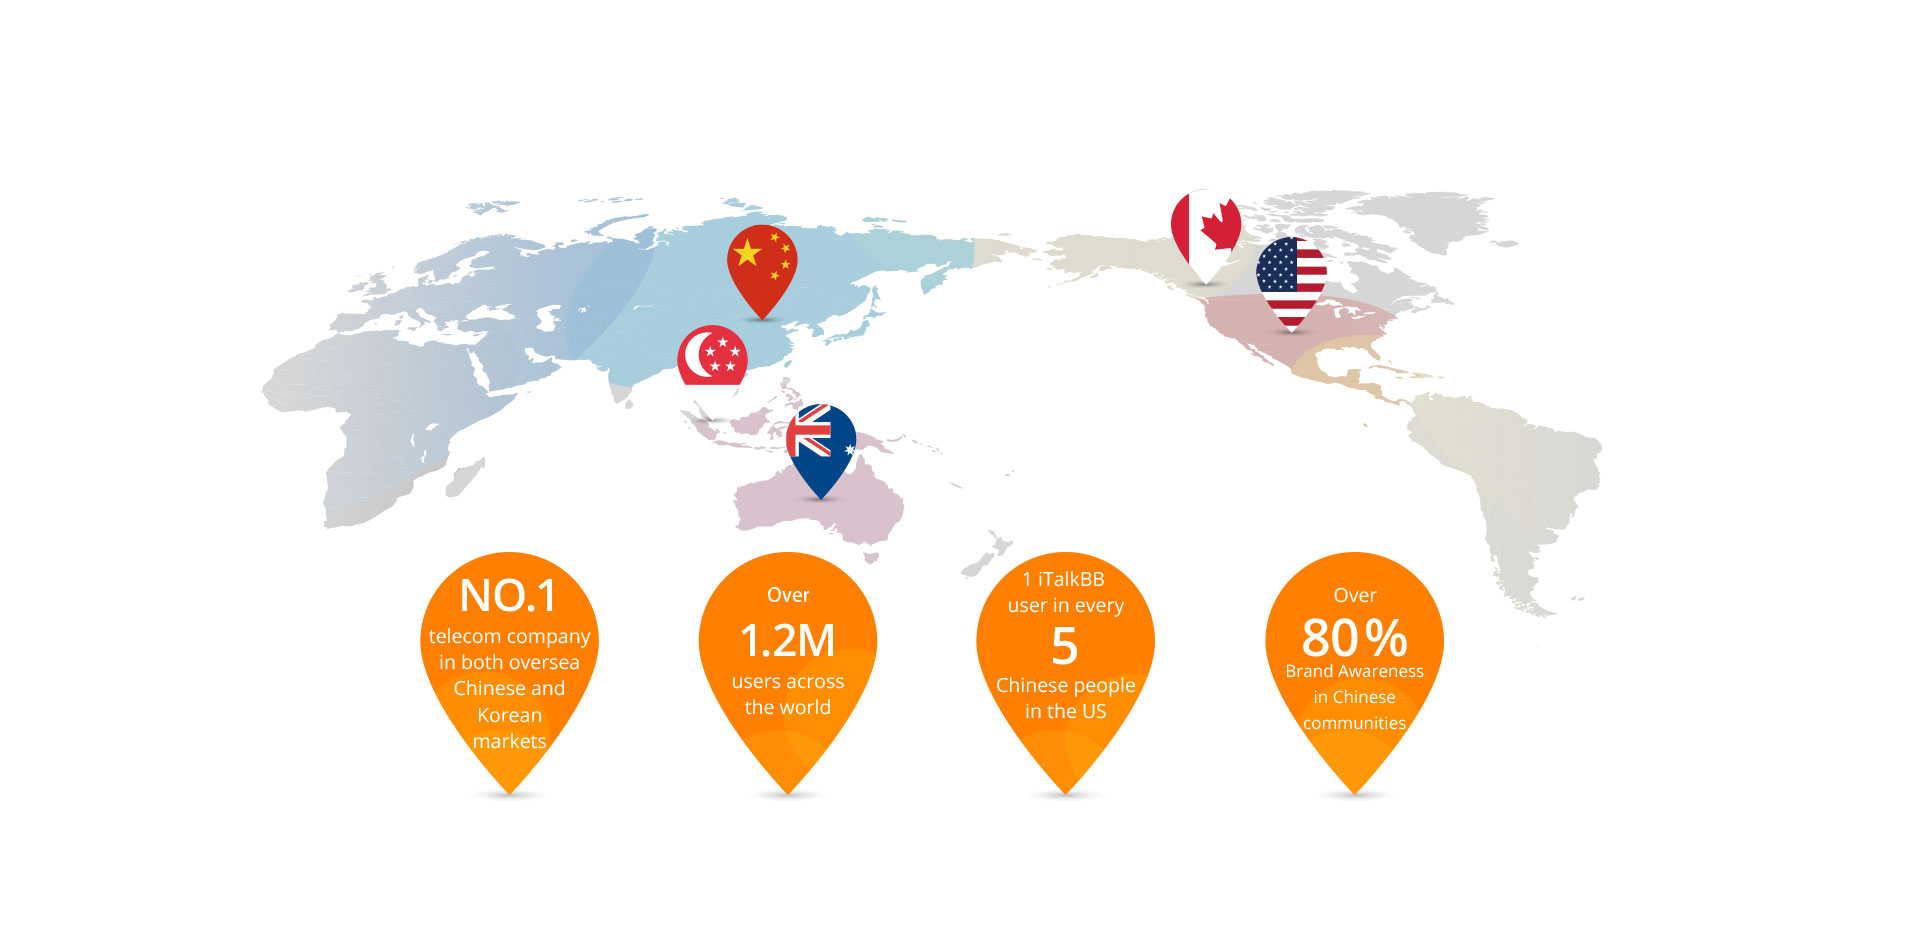 NO.1
telecom company
in both oversea
Chinese and
Korean
markets
Over
1.2M
users across
the world
1 iTalkBB
user in every
5
Chinese people
in the US
Over
80%
Brand Awareness
in Chinese
communities